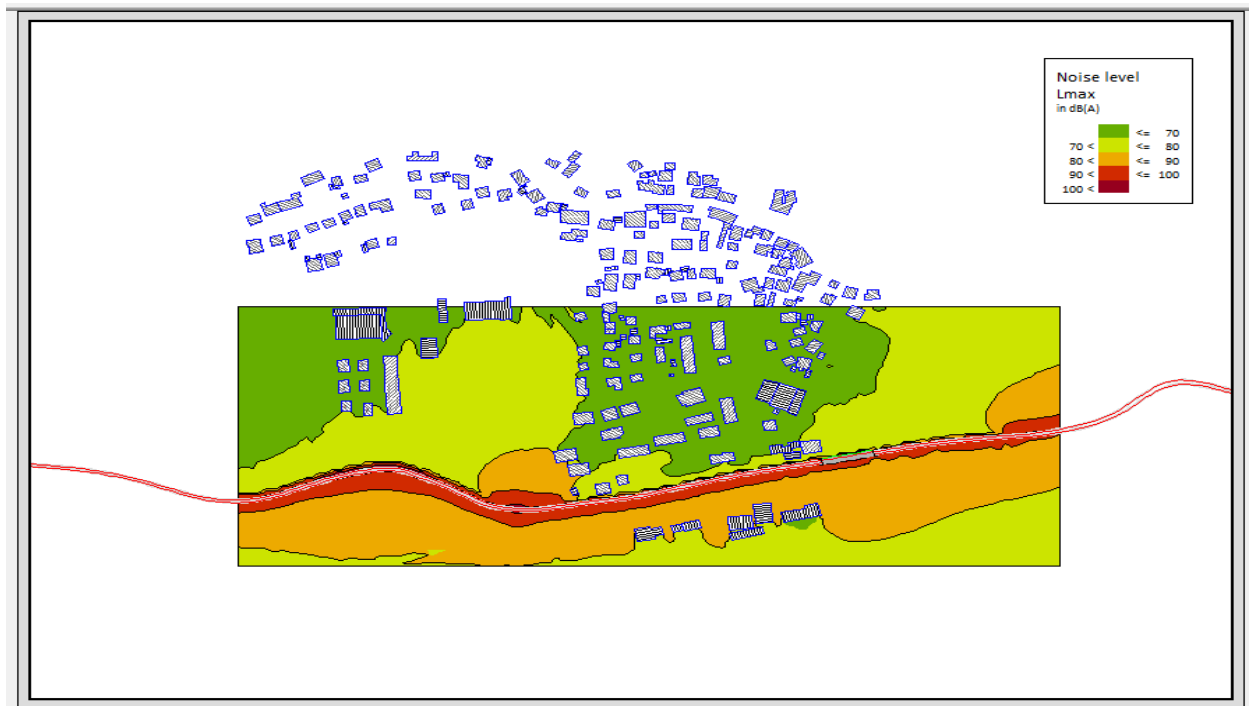 Noise level
Lmax
in dB(A)
<= 70
70 < <= 80
80 < <= 90
90 < <= 100
100 <